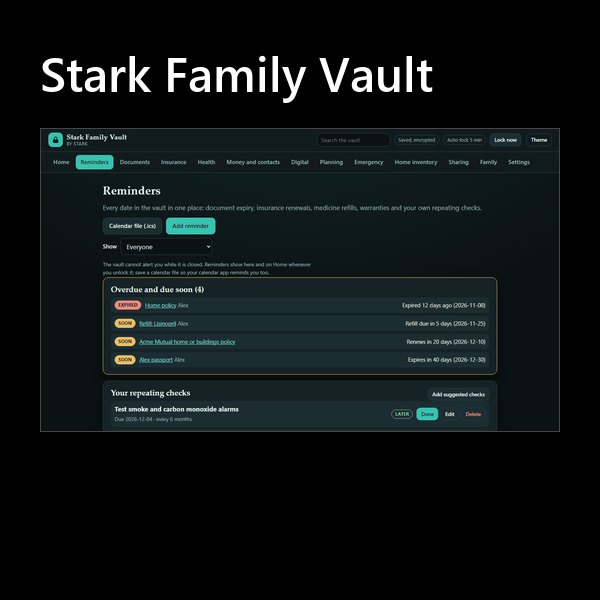 Stark Family Vault
Stark Family Vault
BY STARK
Search the vault
Saved, encrypted
Auto-lock 5 min
Lock now
Theme
Home
Reminders
Documents
Insurance
Health
Money and contacts
Digital
Planning
Emergency
Home inventory
Sharing
Family
Settings
Reminders
Every date in the vault in one place: document expiry, insurance renewals, medicine refills, warranties and your own repeating checks.
Calendar file (.ics)
Add reminder
Show
Everyone
The vault cannot alert you while it is closed. Reminders show here and on Home whenever
you unlock it; save a calendar file so your calendar app reminds you too.
Overdue and due soon (4)
EXPIRED Home policy Alex Expired 12 days ago (2026-11-08)
SOON Refill: Lisinopril Alex Refill due in 5 days (2026-11-25)
SOON Acme Mutual home or buildings policy Renews in 20 days (2026-12-10)
SOON Alex passport Alex Expires in 40 days (2026-12-30)
Your repeating checks
Add suggested checks
Test smoke and carbon monoxide alarms
Due 2026-12-04 · every 6 months
LATER
Done
Edit
Delete